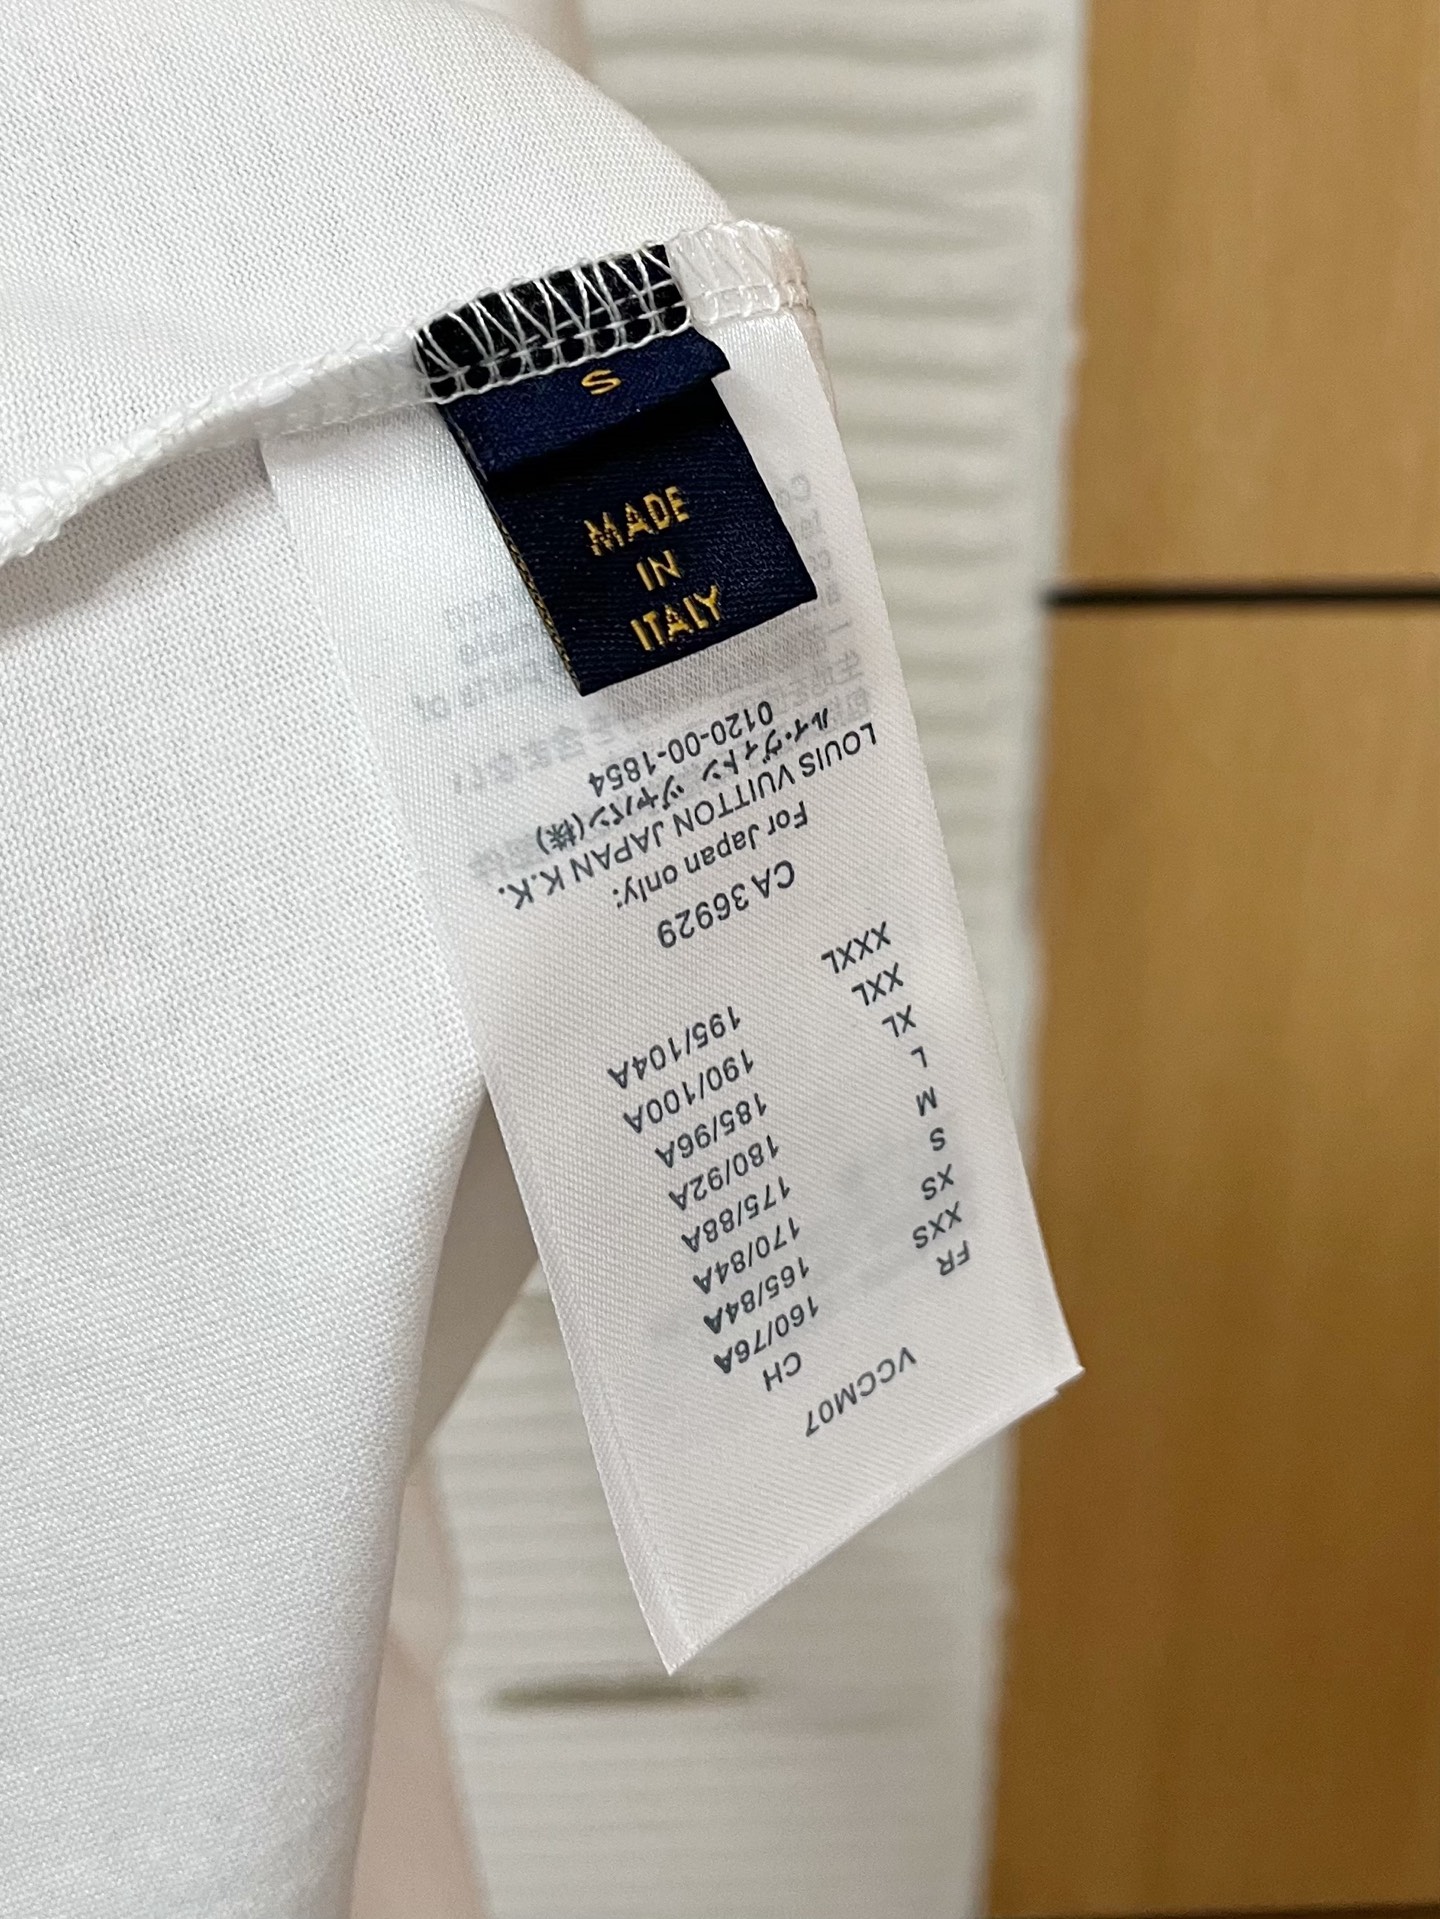 S
MADE
IN
ITALY
VCCM07
FR CH
XXS 160/76A
XS 165/84A
S 170/84A
M 175/88A
L 180/92A
XL 185/96A
XXL 190/100A
XXXL 195/104A
CA 36929
For Japan only:
LOUIS VUITTON JAPAN K.K.
ルイ・ヴィトン ジャパン(株)
0120-00-1854